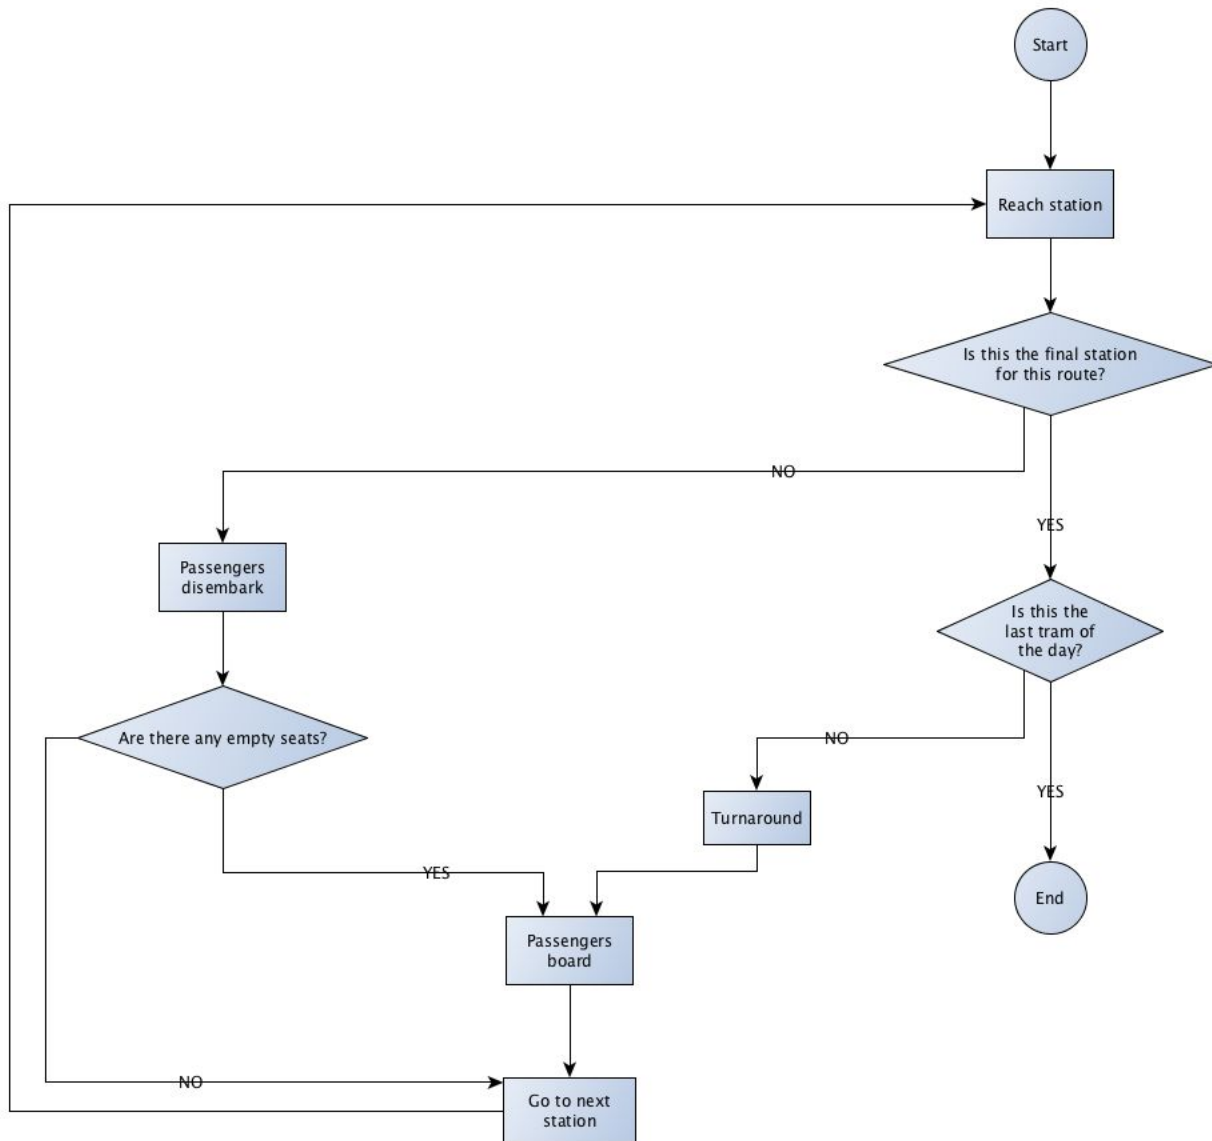 Start
Reach station
Is this the final station
for this route?
NO
YES
Passengers
disembark
Is this the
last tram of
the day?
Are there any empty seats?
NO
YES
Turnaround
YES
End
Passengers
board
NO
Go to next
station